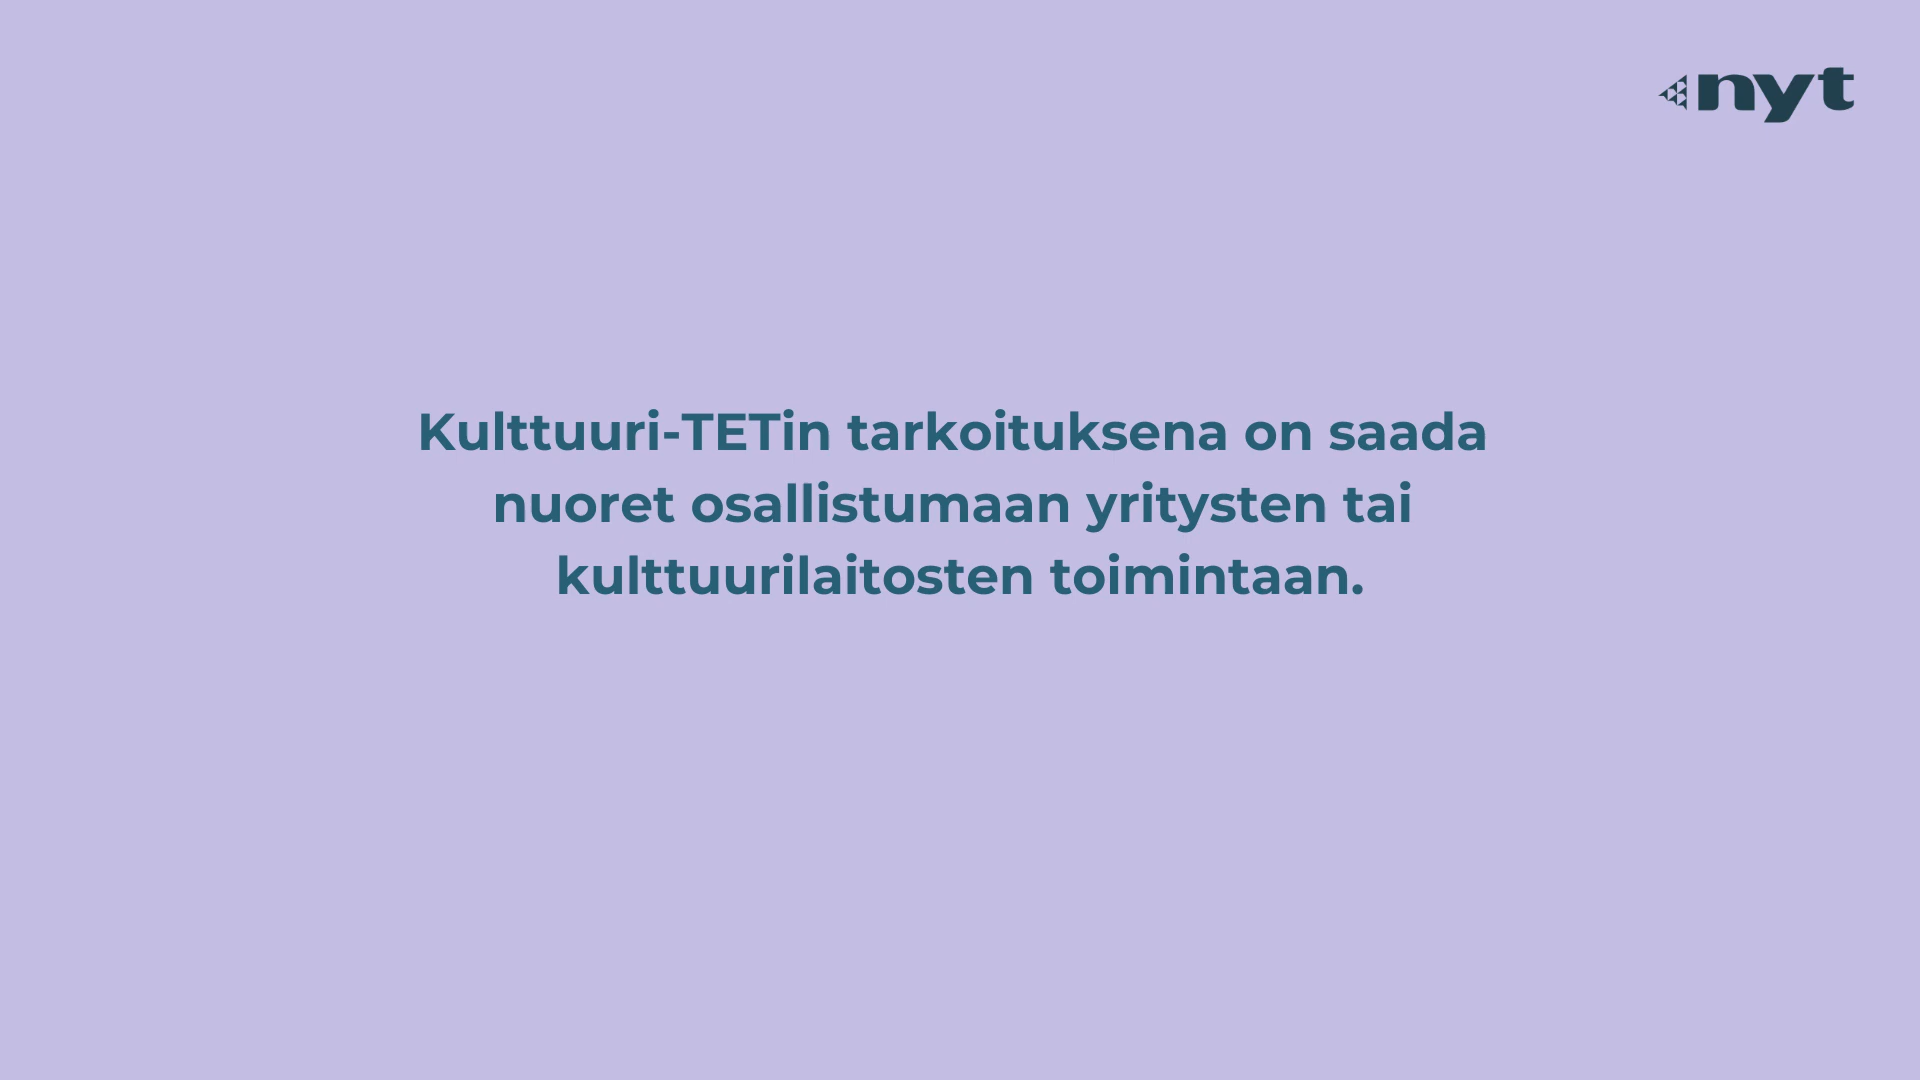 nyt
Kulttuuri-TETin tarkoituksena on saada
nuoret osallistumaan yritysten tai
kulttuurilaitosten toimintaan.